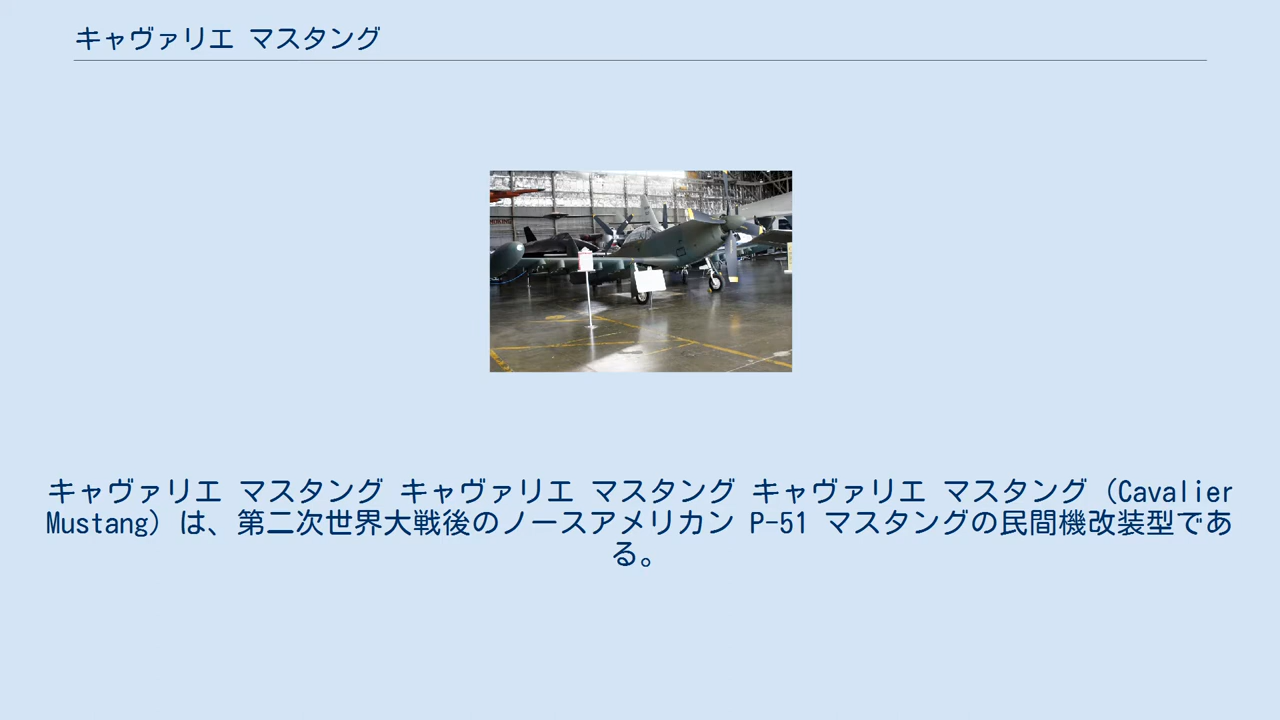 キャヴァリエ マスタング
キャヴァリエ マスタング キャヴァリエ マスタング キャヴァリエ マスタング（Cavalier
Mustang）は、第二次世界大戦後のノースアメリカン P-51 マスタングの民間機改装型であ
る。